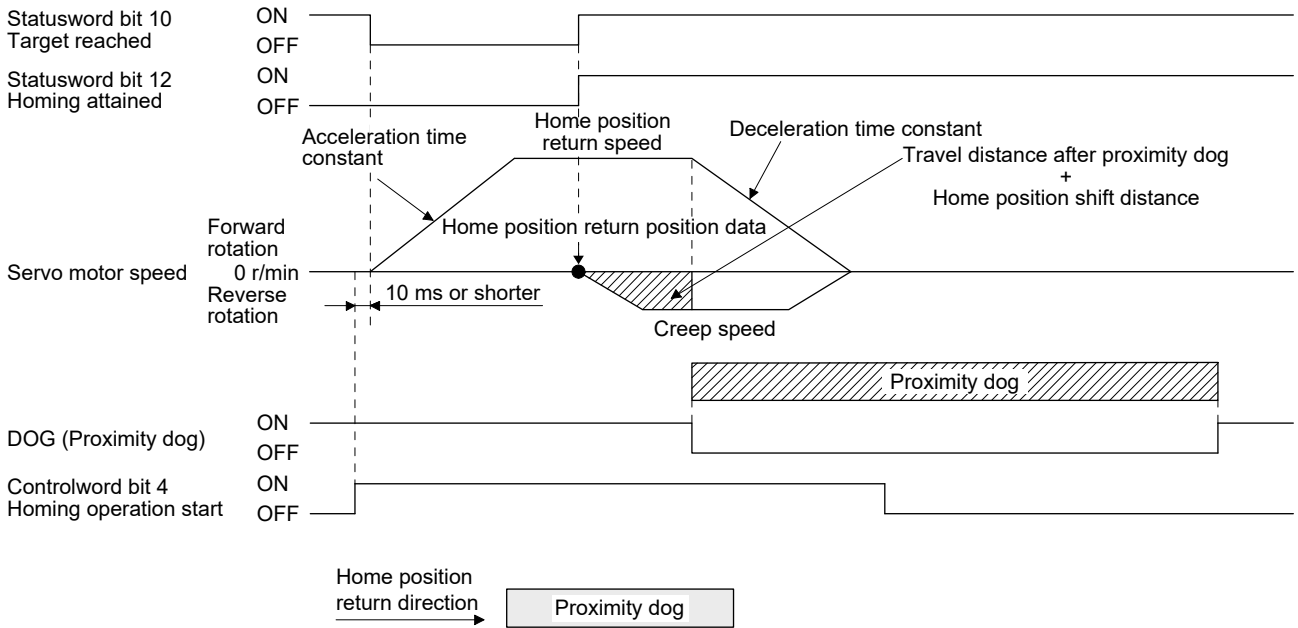 Statusword bit 10
Target reached
ON
OFF
Statusword bit 12
Homing attained
ON
OFF
Acceleration time
constant
Home position
return speed
Deceleration time constant
Travel distance after proximity dog
+
Home position shift distance
Home position return position data
Servo motor speed
Forward
rotation
0 r/min
Reverse
rotation
10 ms or shorter
Creep speed
Proximity dog
DOG (Proximity dog)
ON
OFF
Controlword bit 4
Homing operation start
ON
OFF
Home position
return direction
Proximity dog